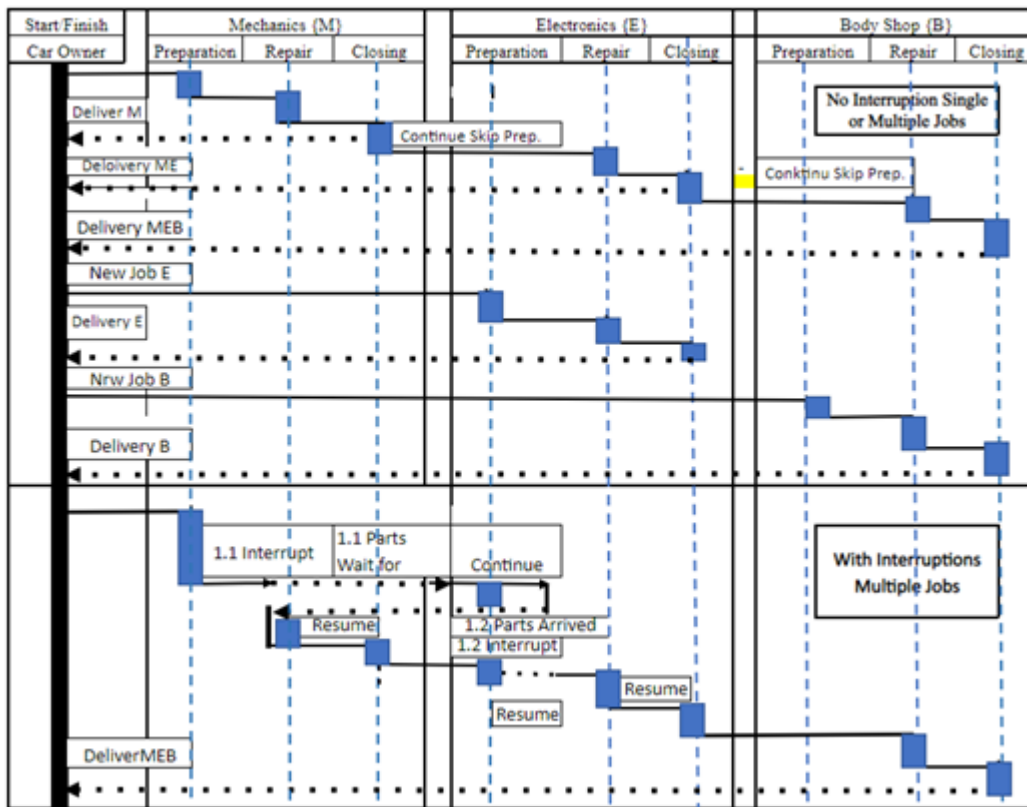 Start/Finish
Mechanics {M}
Electronics {E}
Body Shop {B}
Car Owner
Preparation
Repair
Closing
Preparation
Repair
Closing
Preparation
Repair
Closing
No Interruption Single
or Multiple Jobs
Deliver M
Continue Skip Prep.
Deloivery ME
Conktinu Skip Prep.
Delivery MEB
New Job E
Delivery E
Nrw Job B
Delivery B
1.1 Interrupt
1.1 Parts
Wait for
Continue
With Interruptions
Multiple Jobs
Resume
1.2 Parts Arrived
1.2 Interrupt
Resume
Resume
DeliverMEB